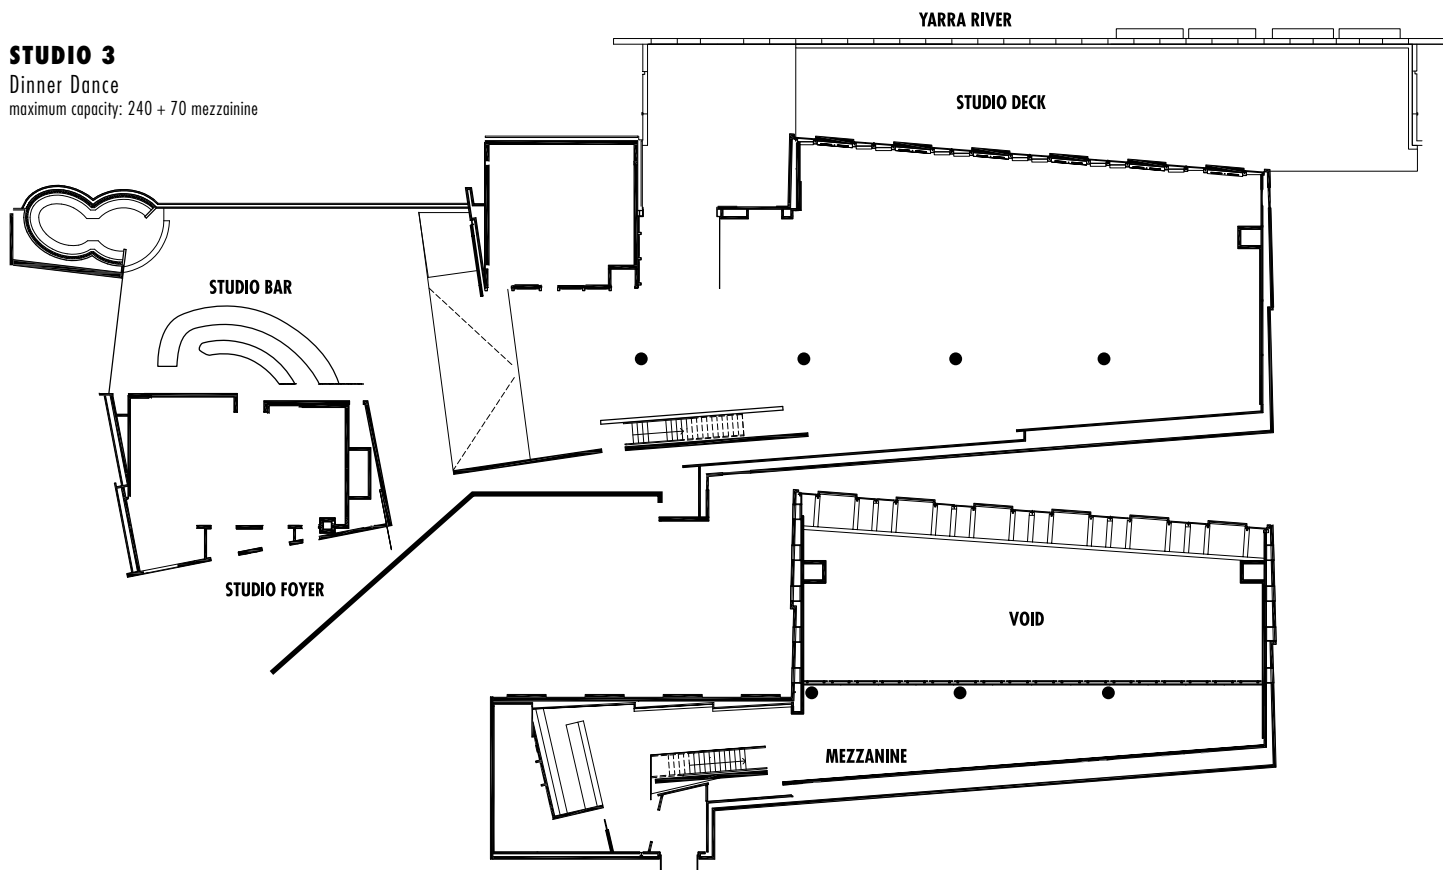 YARRA RIVER
STUDIO 3
Dinner Dance
maximum capacity: 240 + 70 mezzainine
STUDIO DECK
STUDIO BAR
STUDIO FOYER
VOID
MEZZANINE